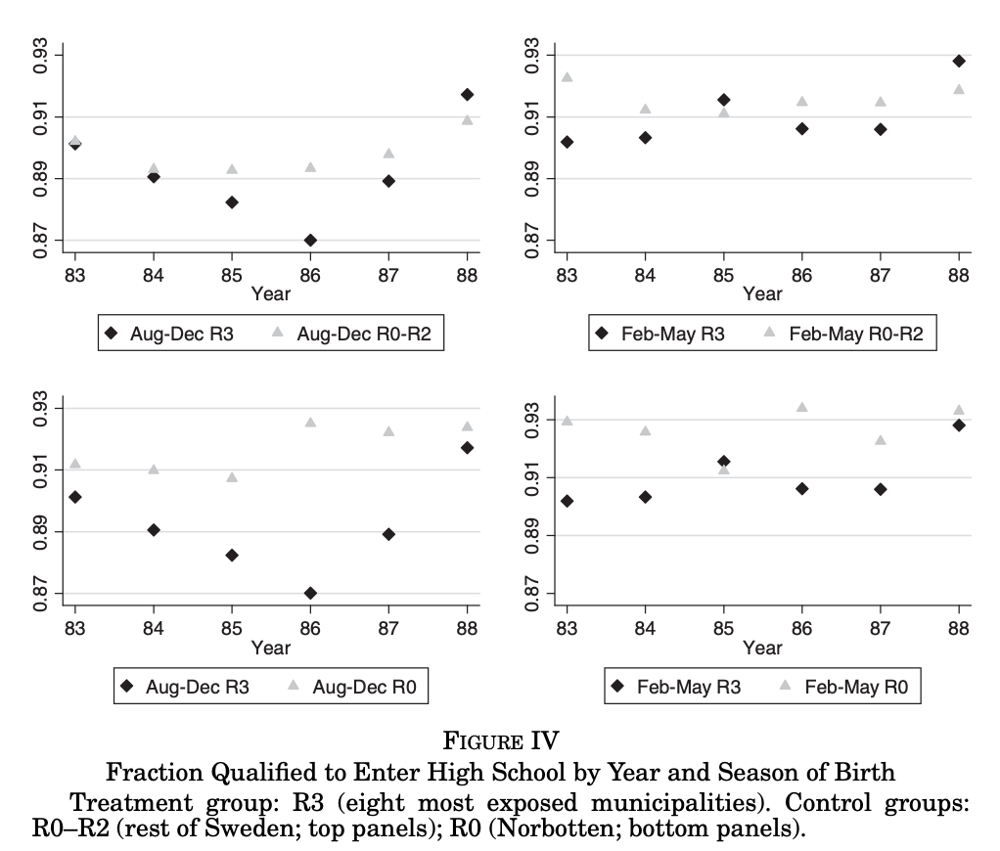 0.93
0.91
0.89
0.87
83 84 85 86 87 88
Year
Aug-Dec R3 Aug-Dec R0-R2
0.93
0.91
0.89
0.87
83 84 85 86 87 88
Year
Feb-May R3 Feb-May R0-R2
0.93
0.91
0.89
0.87
83 84 85 86 87 88
Year
Aug-Dec R3 Aug-Dec R0
0.93
0.91
0.89
0.87
83 84 85 86 87 88
Year
Feb-May R3 Feb-May R0
FIGURE IV
Fraction Qualified to Enter High School by Year and Season of Birth
Treatment group: R3 (eight most exposed municipalities). Control groups:
R0–R2 (rest of Sweden; top panels); R0 (Norbotten; bottom panels).